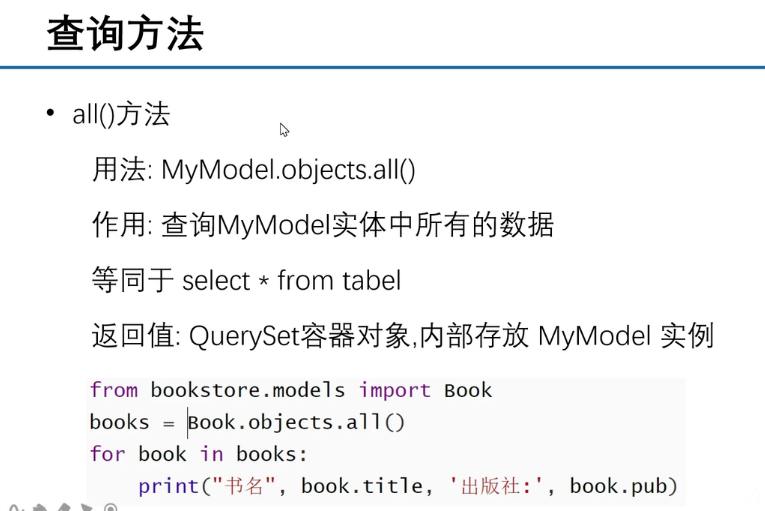 查询方法
• all()方法
用法: MyModel.objects.all()
作用: 查询MyModel实体中所有的数据
等同于 select * from tabel
返回值: QuerySet容器对象,内部存放 MyModel 实例
from bookstore.models import Book
books = Book.objects.all()
for book in books:
    print("书名", book.title, '出版社:', book.pub)